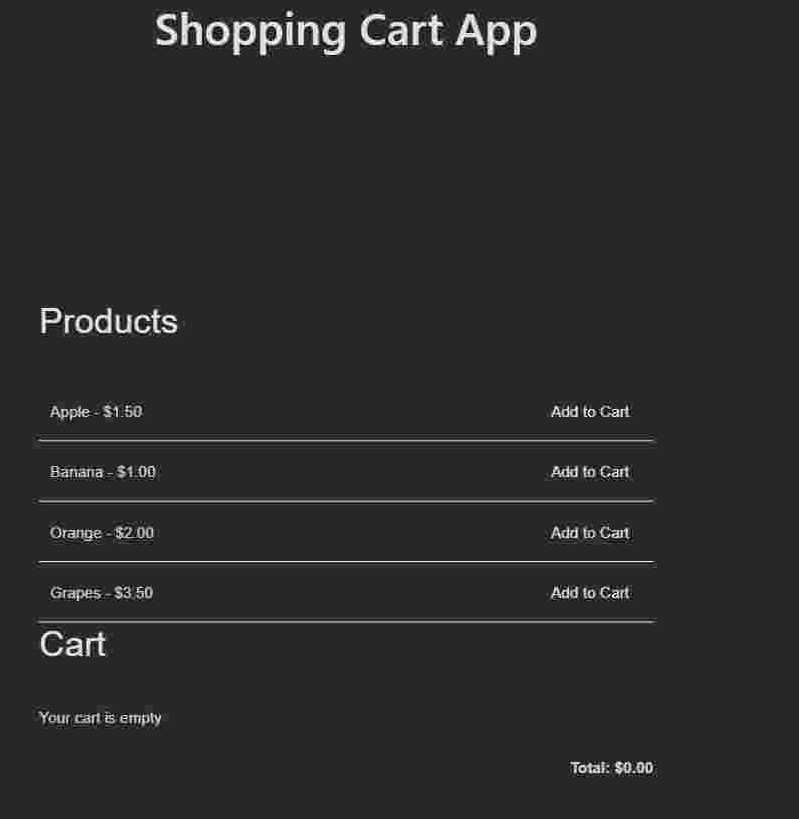 Shopping Cart App
Products
Apple - $1.50 Add to Cart
Banana - $1.00 Add to Cart
Orange - $2.00 Add to Cart
Grapes - $3.50 Add to Cart
Cart
Your cart is empty
Total: $0.00